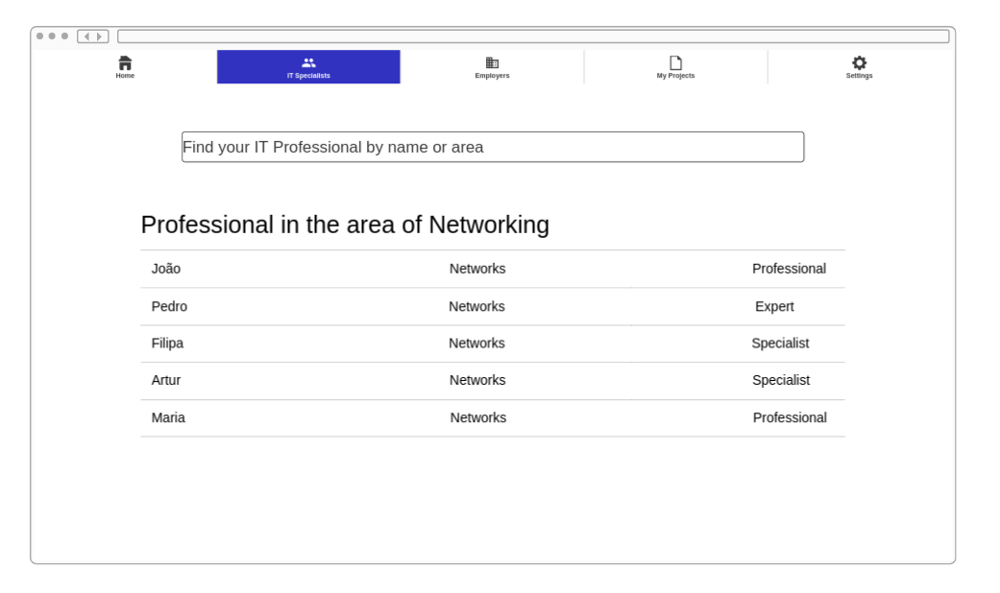 Home IT Specialists Employers My Projects Settings
Find your IT Professional by name or area
Professional in the area of Networking
João Networks Professional
Pedro Networks Expert
Filipa Networks Specialist
Artur Networks Specialist
Maria Networks Professional